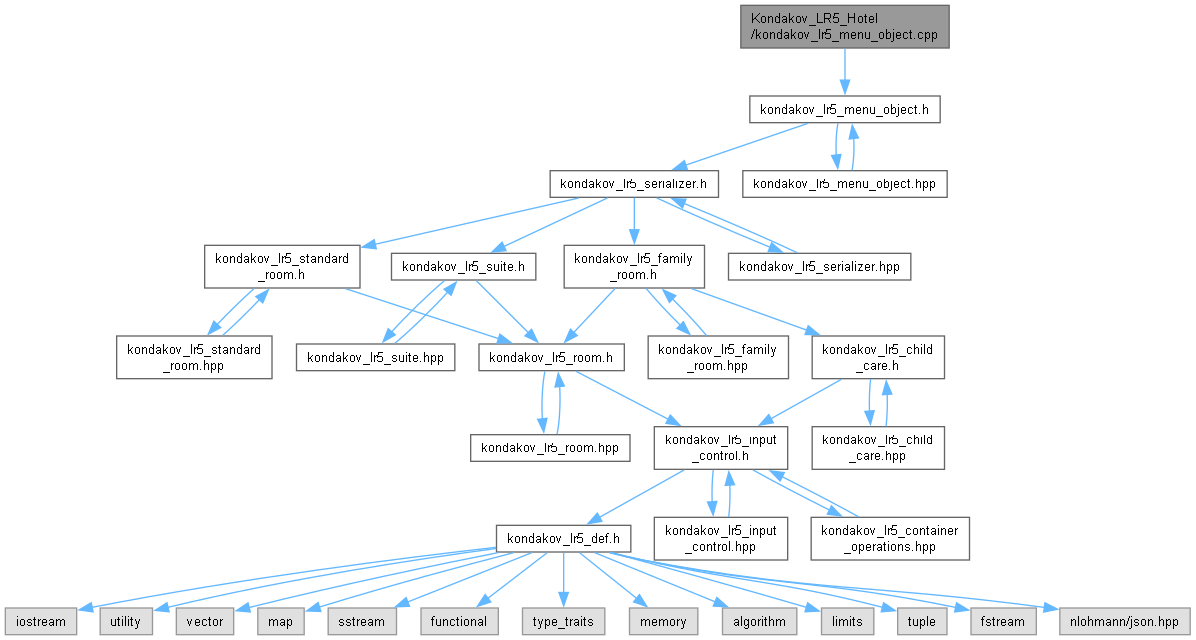 Kondakov_LR5_Hotel
/kondakov_lr5_menu_object.cpp
kondakov_lr5_menu_object.h
kondakov_lr5_serializer.h
kondakov_lr5_menu_object.hpp
kondakov_lr5_standard
_room.h
kondakov_lr5_suite.h
kondakov_lr5_family
_room.h
kondakov_lr5_serializer.hpp
kondakov_lr5_standard
_room.hpp
kondakov_lr5_suite.hpp
kondakov_lr5_room.h
kondakov_lr5_family
_room.hpp
kondakov_lr5_child
_care.h
kondakov_lr5_room.hpp
kondakov_lr5_input
_control.h
kondakov_lr5_child
_care.hpp
kondakov_lr5_def.h
kondakov_lr5_input
_control.hpp
kondakov_lr5_container
_operations.hpp
iostream
utility
vector
map
sstream
functional
type_traits
memory
algorithm
limits
tuple
fstream
nlohmann/json.hpp